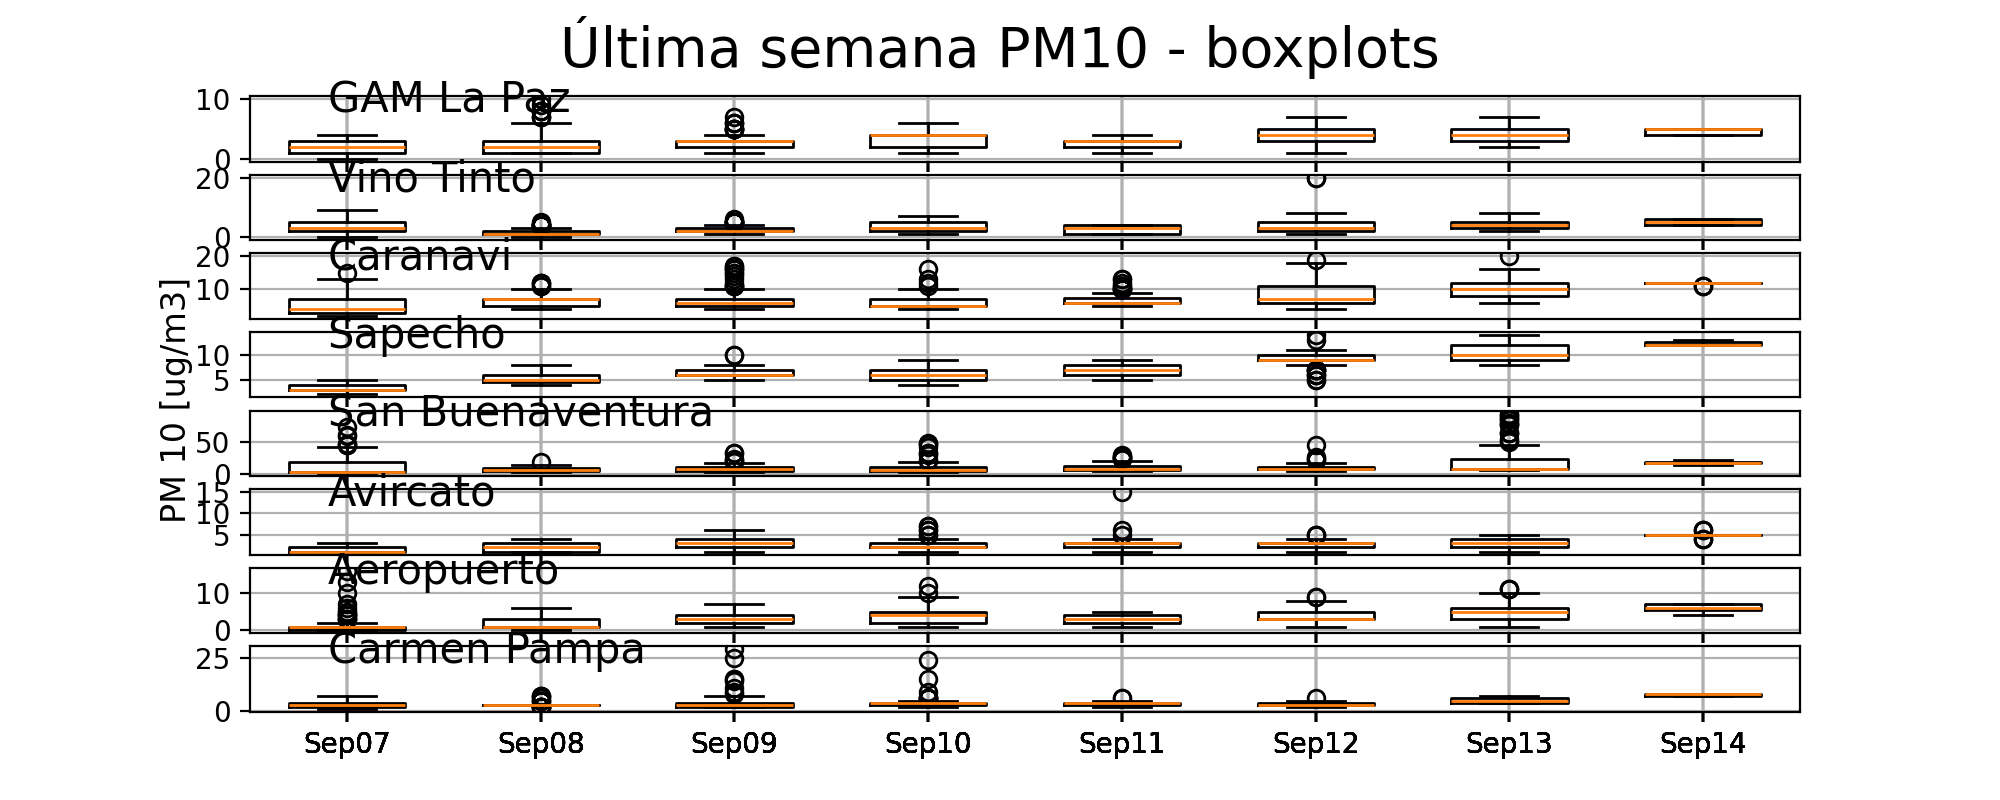 Última semana PM10 - boxplots
PM 10 [ug/m3]
GAM La Paz
10
0
Vino Tinto
20
0
Caranavi
20
10
Sapecho
10
5
San Buenaventura
50
0
Avircato
15
10
5
Aeropuerto
10
0
Carmen Pampa
25
0
Sep07 Sep08 Sep09 Sep10 Sep11 Sep12 Sep13 Sep14